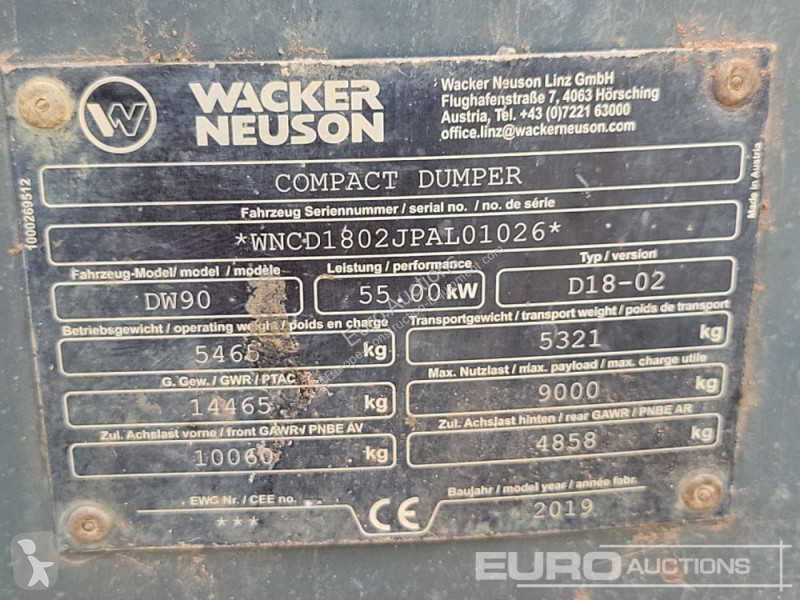 WACKER
NEUSON
Wacker Neuson Linz GmbH
Flughafenstraße 7, 4063 Hörsching
Austria, Tel. +43 (0)7221 63000
office.linz@wackerneuson.com
Made in Austria
1000269512
COMPACT DUMPER
Fahrzeug Seriennummer / serial no. / no. de série
*WNCD1802JPAL01026*
Fahrzeug-Model/ model / modèle
Leistung / performance
Typ / version
DW90
55,00 kW
D18-02
Betriebsgewicht / operating weight / poids en charge
Transportgewicht / transport weight / poids de transport
5465 kg
5321 kg
G. Gew. / GWR / PTAC
Max. Nutzlast / max. payload / max. charge utile
14465 kg
9000 kg
Zul. Achslast vorne / front GAWR / PNBE AV
Zul. Achslast hinten / rear GAWR / PNBE AR
10060 kg
4858 kg
EWG Nr. / CEE no.
Baujahr / model year / année fabr.
***
CE
2019
EURO AUCTIONS